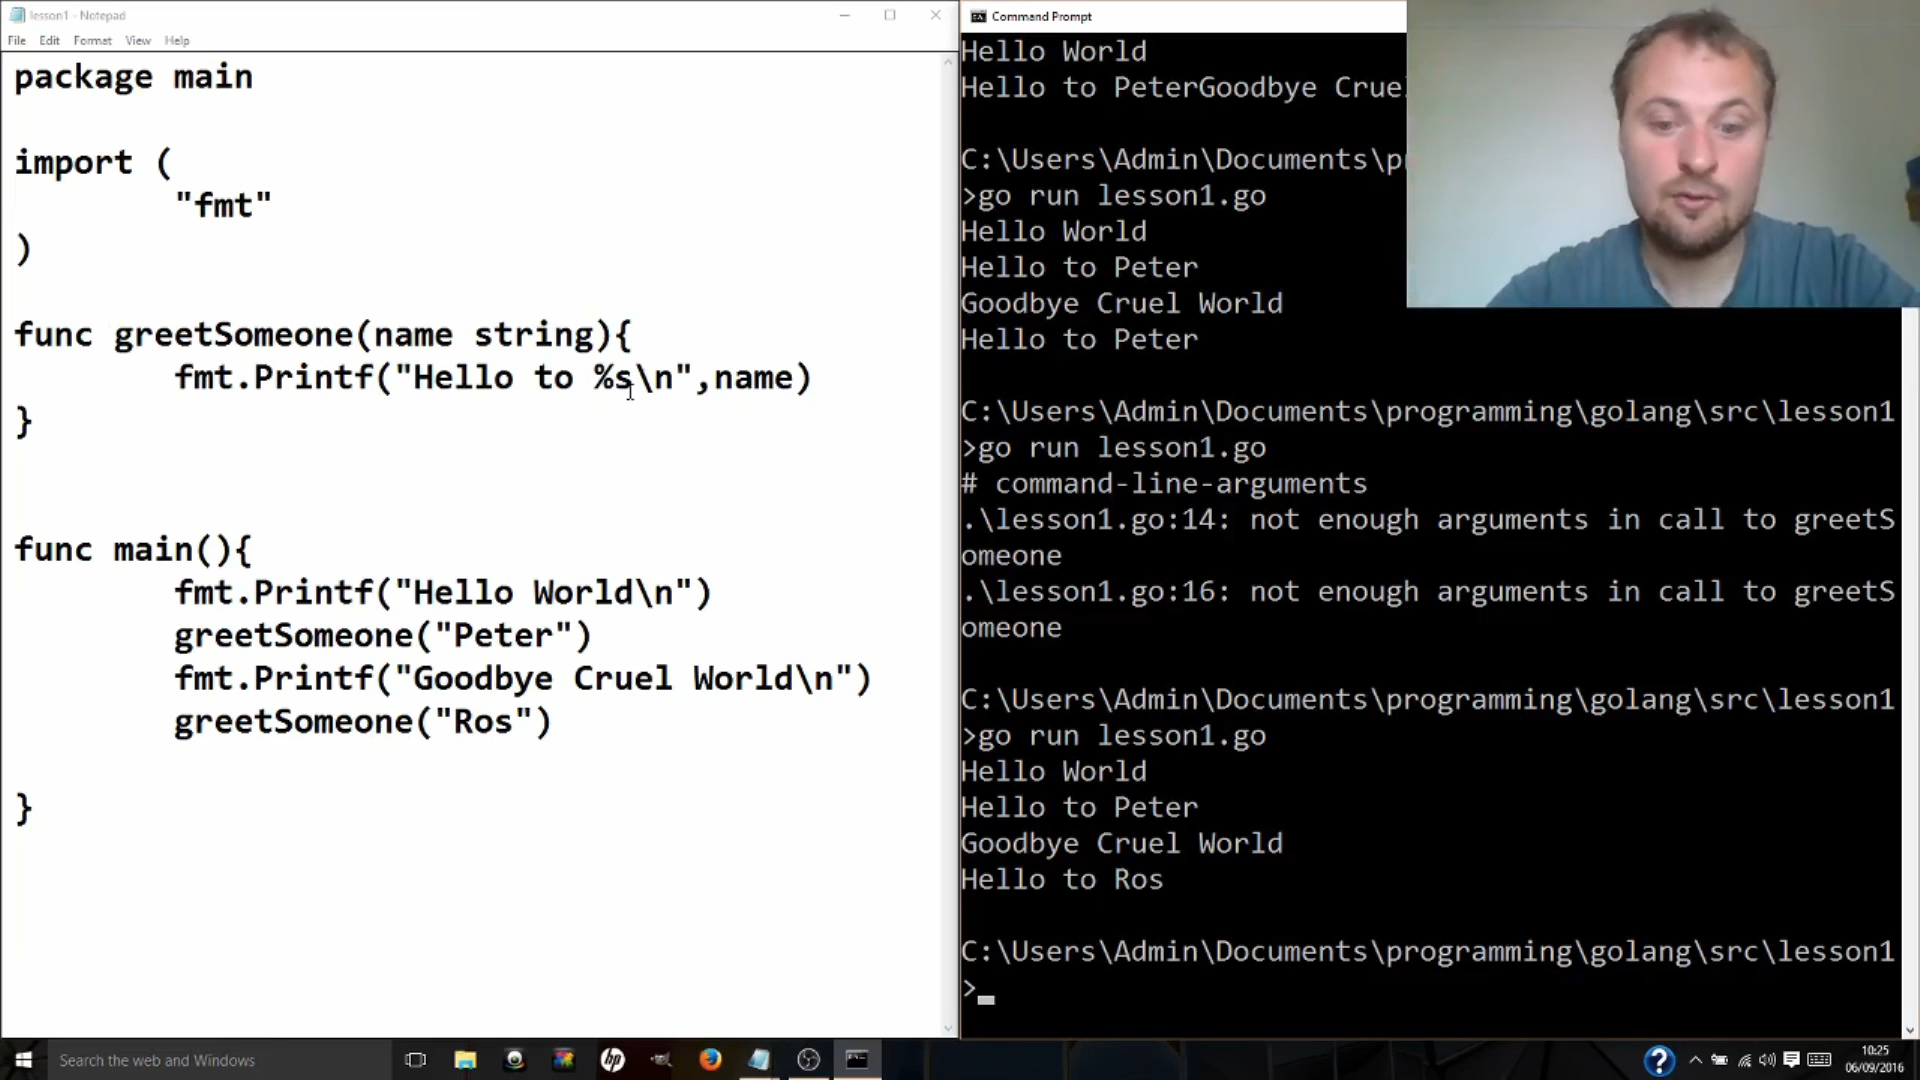 lesson1 - Notepad
File Edit Format View Help
package main
import (
"fmt"
)
func greetSomeone(name string){
fmt.Printf("Hello to %s\n",name)
}
func main(){
fmt.Printf("Hello World\n")
greetSomeone("Peter")
fmt.Printf("Goodbye Cruel World\n")
greetSomeone("Ros")
}
Command Prompt
Hello World
Hello to PeterGoodbye Cruel
C:\Users\Admin\Documents\pr
>go run lesson1.go
Hello World
Hello to Peter
Goodbye Cruel World
Hello to Peter
C:\Users\Admin\Documents\programming\golang\src\lesson1
>go run lesson1.go
# command-line-arguments
.\lesson1.go:14: not enough arguments in call to greetS
omeone
.\lesson1.go:16: not enough arguments in call to greetS
omeone
C:\Users\Admin\Documents\programming\golang\src\lesson1
>go run lesson1.go
Hello World
Hello to Peter
Goodbye Cruel World
Hello to Ros
C:\Users\Admin\Documents\programming\golang\src\lesson1
>
Search the web and Windows
hp
10:25
06/09/2016